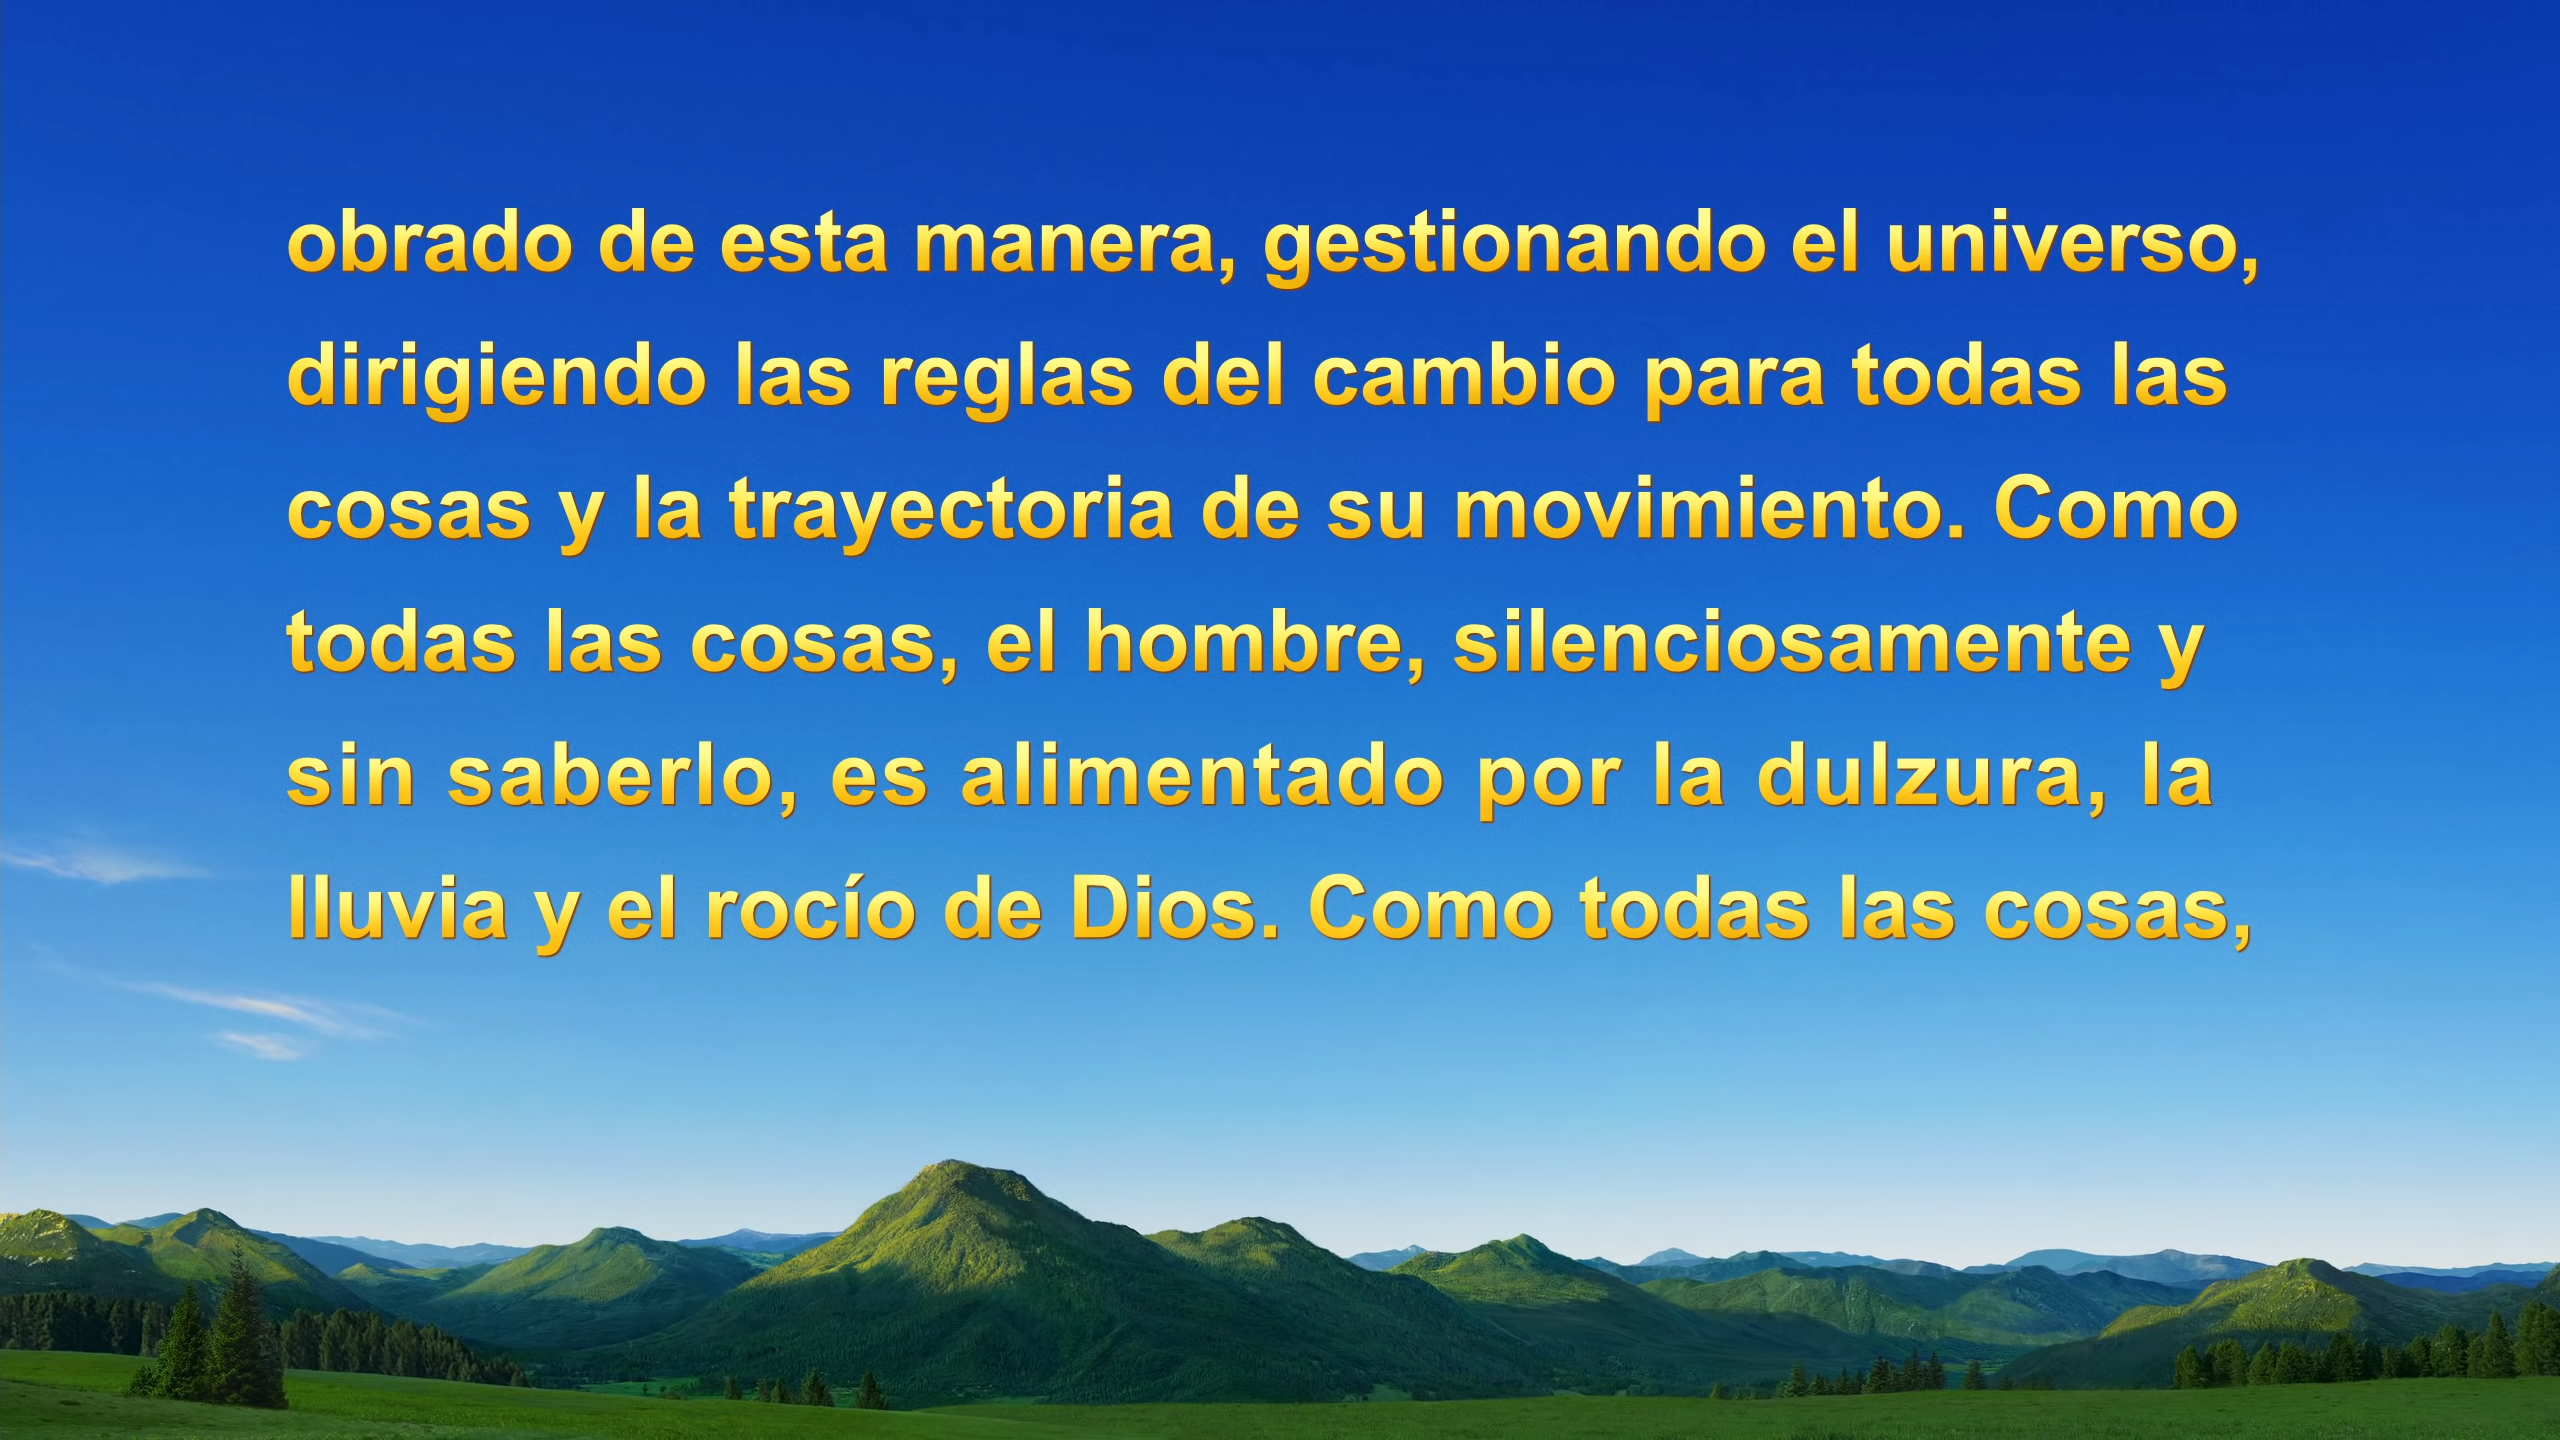 obrado de esta manera, gestionando el universo,
dirigiendo las reglas del cambio para todas las
cosas y la trayectoria de su movimiento. Como
todas las cosas, el hombre, silenciosamente y
sin saberlo, es alimentado por la dulzura, la
lluvia y el rocío de Dios. Como todas las cosas,